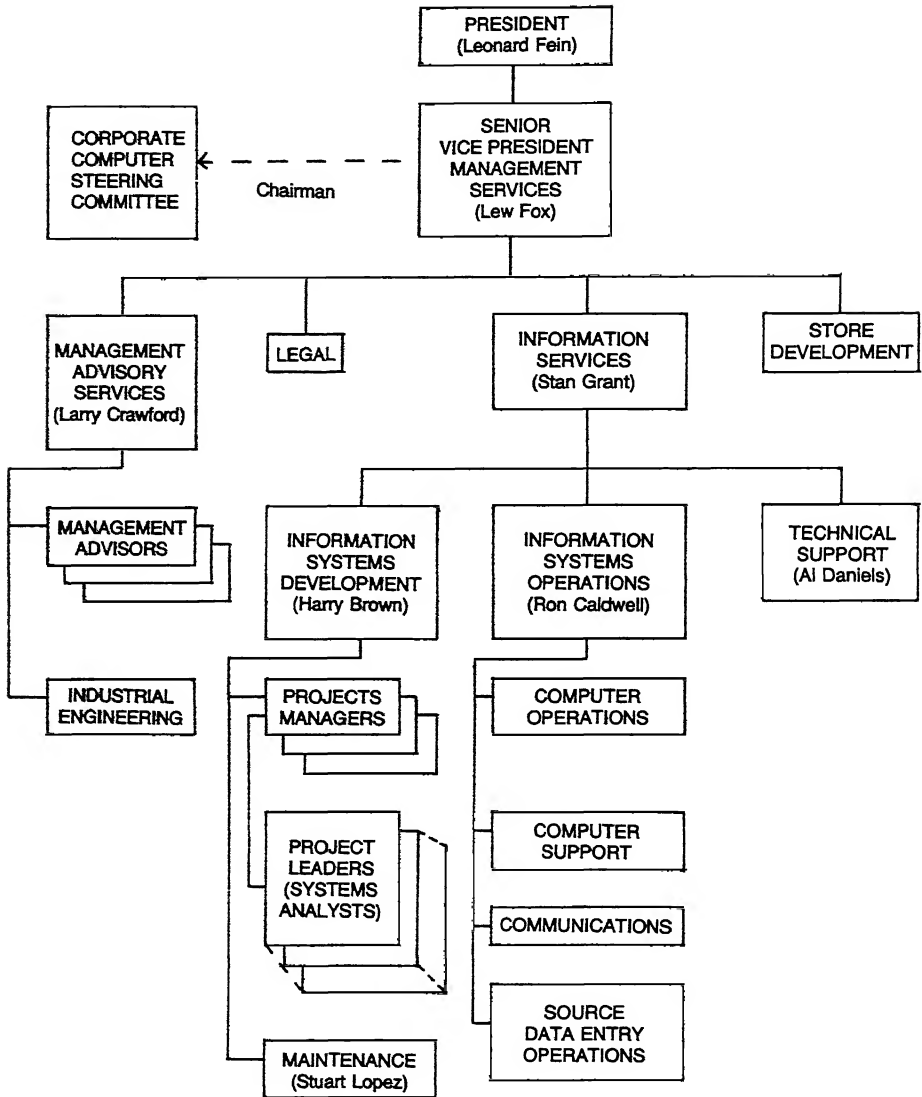 PRESIDENT
(Leonard Fein)
CORPORATE
COMPUTER
STEERING
COMMITTEE
Chairman
SENIOR
VICE PRESIDENT
MANAGEMENT
SERVICES
(Lew Fox)
MANAGEMENT
ADVISORY
SERVICES
(Larry Crawford)
LEGAL
INFORMATION
SERVICES
(Stan Grant)
STORE
DEVELOPMENT
MANAGEMENT
ADVISORS
INDUSTRIAL
ENGINEERING
INFORMATION
SYSTEMS
DEVELOPMENT
(Harry Brown)
INFORMATION
SYSTEMS
OPERATIONS
(Ron Caldwell)
TECHNICAL
SUPPORT
(Al Daniels)
PROJECTS
MANAGERS
PROJECT
LEADERS
(SYSTEMS
ANALYSTS)
MAINTENANCE
(Stuart Lopez)
COMPUTER
OPERATIONS
COMPUTER
SUPPORT
COMMUNICATIONS
SOURCE
DATA ENTRY
OPERATIONS